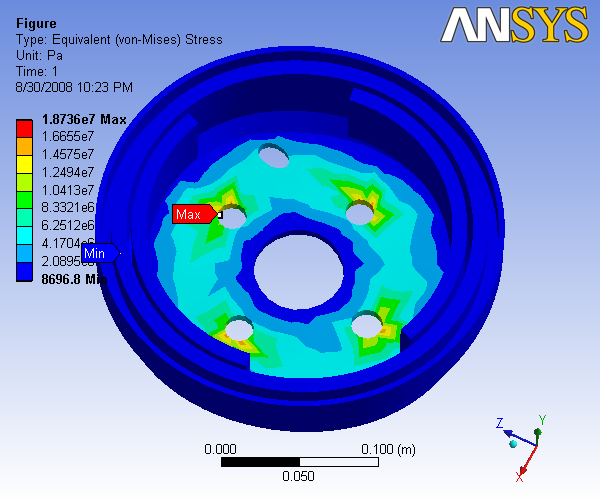 Figure
Type: Equivalent (von-Mises) Stress
Unit: Pa
Time: 1
8/30/2008 10:23 PM
ANSYS
1.8736e7 Max
1.6655e7
1.4575e7
1.2494e7
1.0413e7
8.3321e6
6.2512e6
4.1704e6
2.0895e6
8696.8 Min
Max
Min
0.000
0.100 (m)
0.050
Z
Y
X